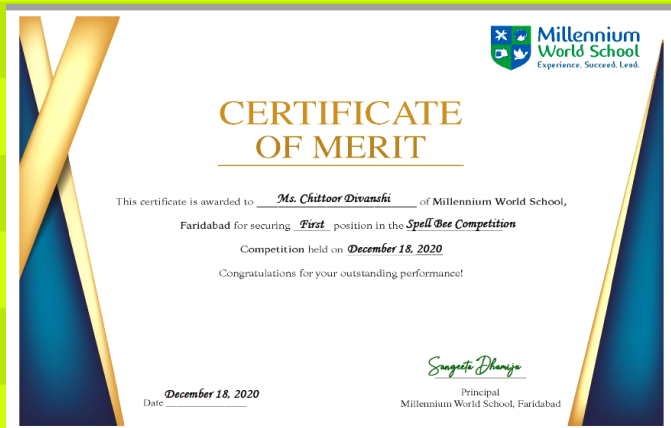 Millennium
World School
Experience. Succeed. Lead.
CERTIFICATE
OF MERIT
This certificate is awarded to Ms. Chittoor Divanshi of Millennium World School,
Faridabad for securing First position in the Spell Bee Competition
Competition held on December 18, 2020
Congratulations for your outstanding performance!
Sangeeta Dhamija
December 18, 2020
Date
Principal
Millennium World School, Faridabad